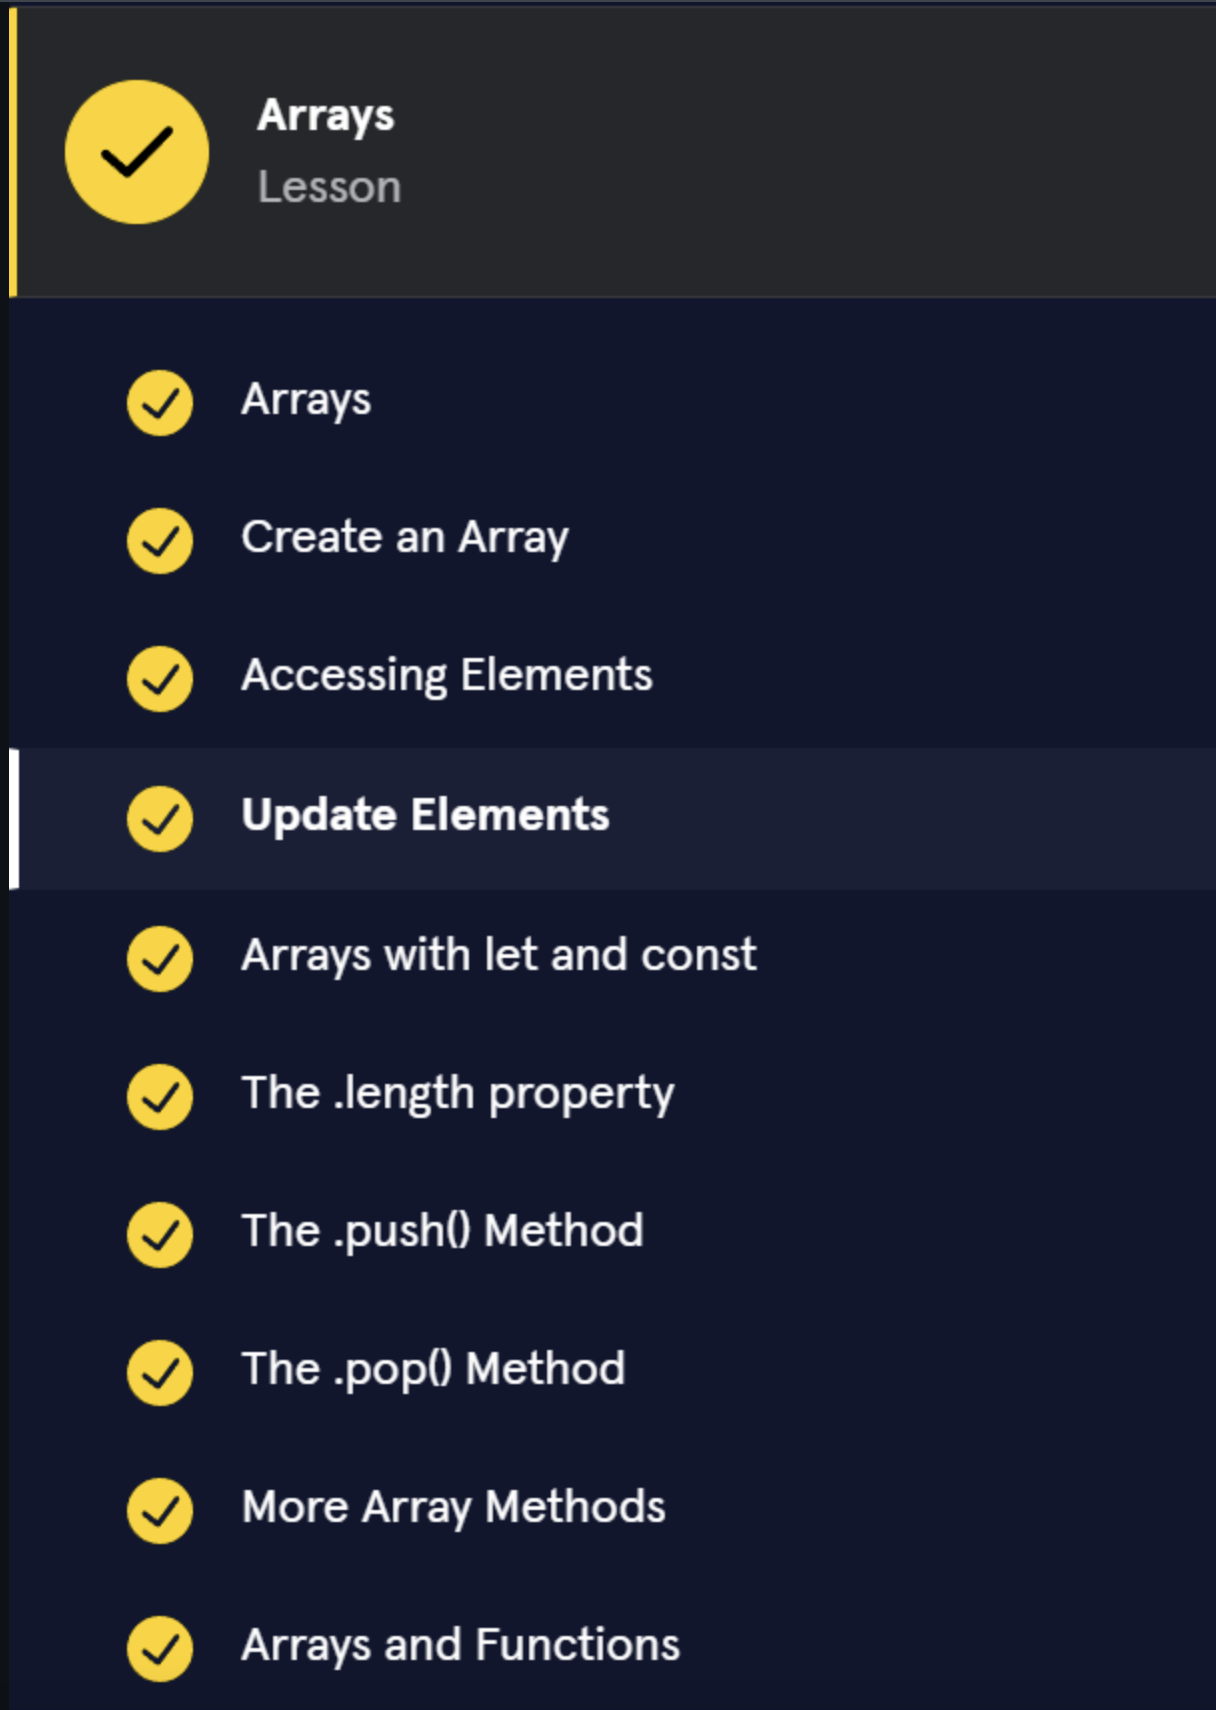 Arrays
Lesson
Arrays
Create an Array
Accessing Elements
Update Elements
Arrays with let and const
The .length property
The .push() Method
The .pop() Method
More Array Methods
Arrays and Functions